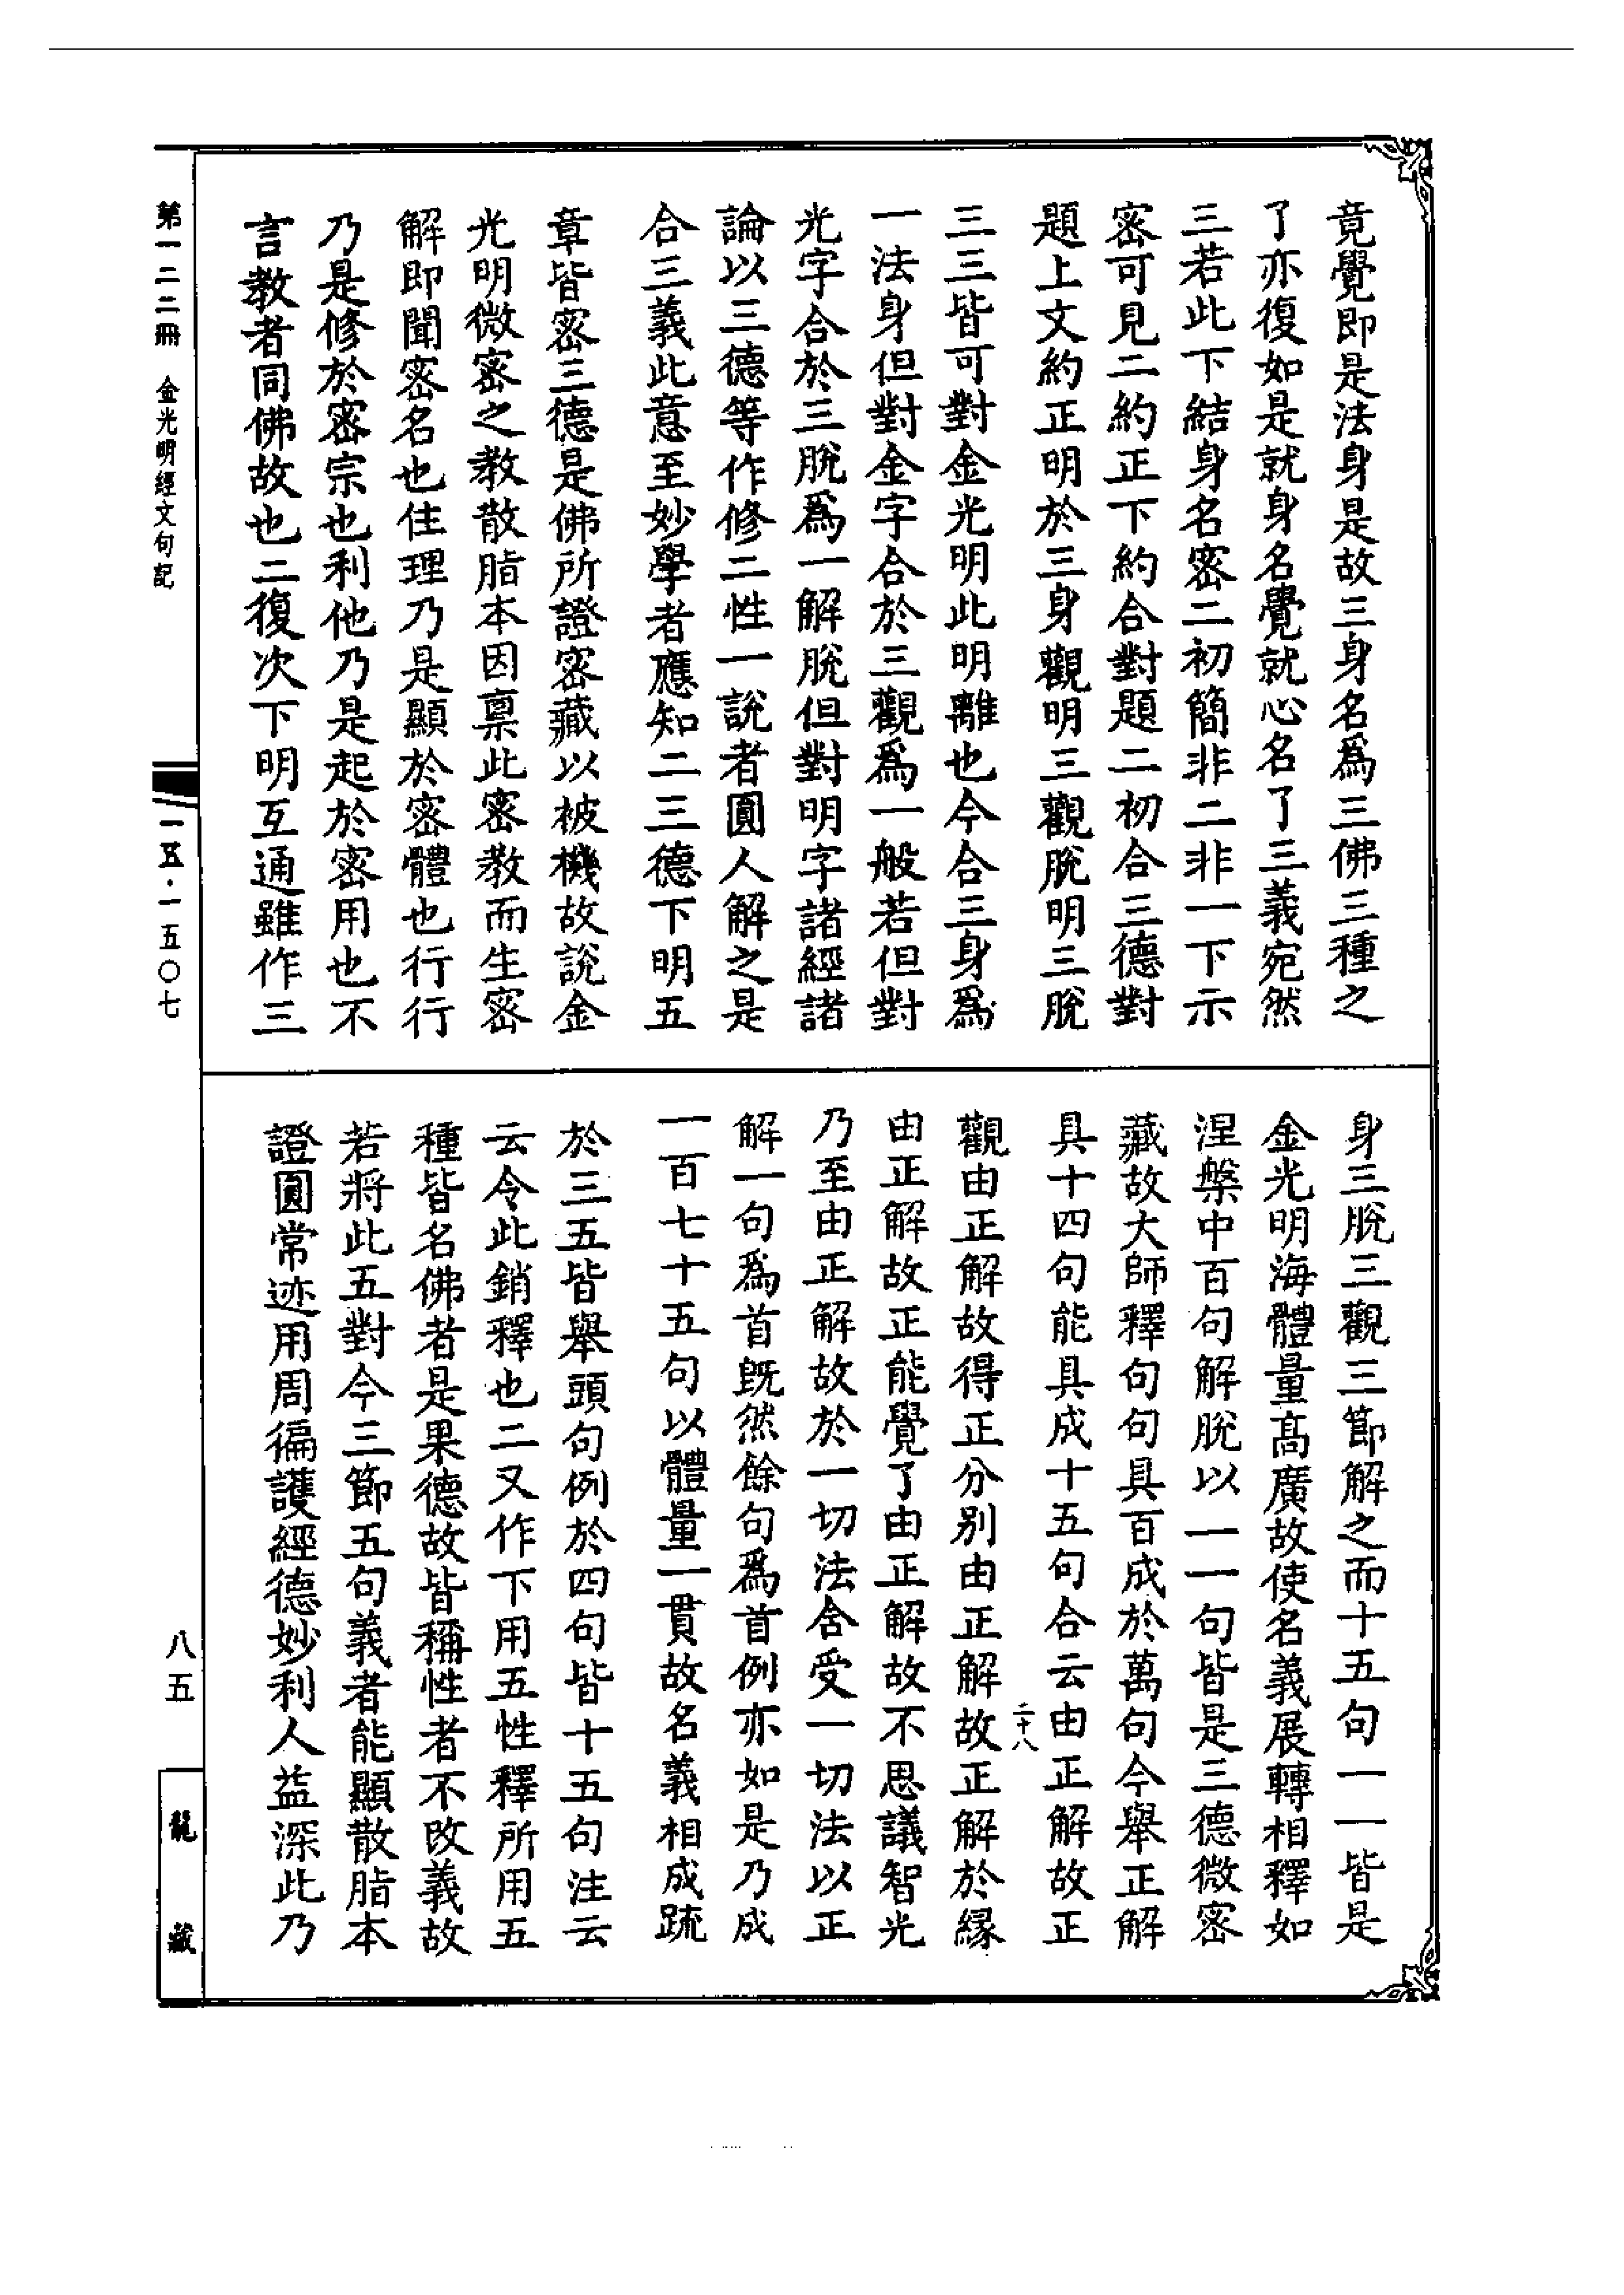 竟覺即是法身是故三身名爲三佛三種之
了亦復如是就身名覺就心名了三義宛然
三若此下結身名密二初簡非二非一下示
密可見二約正下約合對題二初合三德對
題上文約正明於三身觀明三觀脫明三脫
三三皆可對金光明此明離也今合三身爲
一法身但對金字合於三觀爲一般若但對
光字合於三脫爲一解脫但對明字諸經諸
論以三德等作修二性一說者圓人解之是
合三義此意至妙學者應知二三德下明五
章皆密三德是佛所證密藏以被機故說金
光明微密之教散脂本因禀此密教而生密
解即聞密名也住理乃是顯於密體也行行
乃是修於密宗也利他乃是起於密用也不
言教者同佛故也二復次下明互通雖作三
身三脫三觀三節解之而十五句一一皆是
金光明海體量高廣故使名義展轉相釋如
涅槃中百句解脫以一一句皆是三德微密
藏故大師釋句句具百成於萬句今舉正解
具十四句能具成十五句合云由正解故正
二十八
觀由正解故得正分別由正解故正解於緣
由正解故正能覺了由正解故不思議智光
乃至由正解故於一切法含受一切法以正
解一句爲首既然餘句爲首例亦如是乃成
一百七十五句以體量一貫故名義相成疏
於三五皆舉頭句例於四句皆十五句注云
云令此銷釋也二又作下用五性釋所用五
種皆名佛者是果德故皆稱性者不改義故
若將此五對今三節五句義者能顯散脂本
證圓常迹用周徧護經德妙利人益深此乃
第一二二冊　金光明經文句記
一五·一五〇七
八五
龍藏